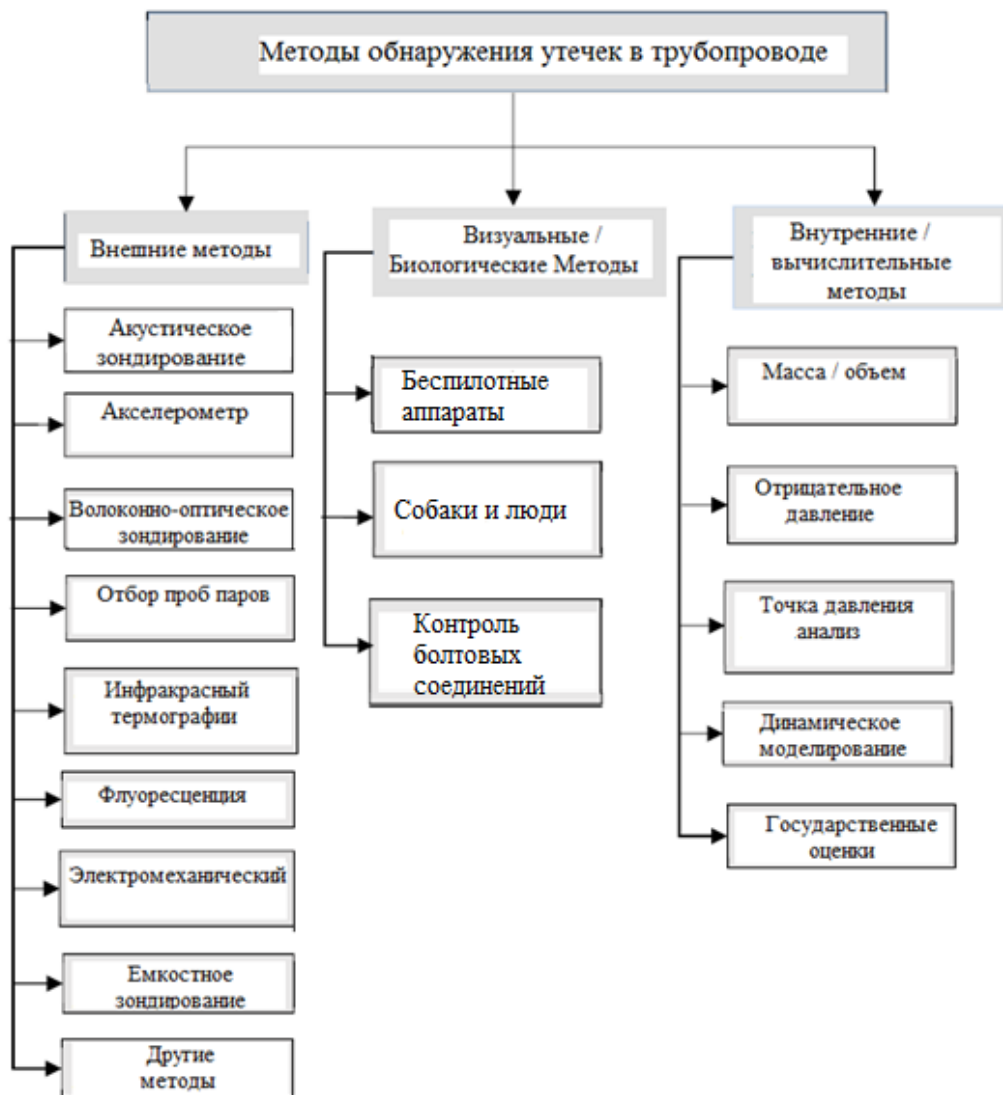 Методы обнаружения утечек в трубопроводе
Внешние методы
Акустическое
зондирование
Акселерометр
Волоконно-оптическое
зондирование
Отбор проб паров
Инфракрасный
термографии
Флуоресценция
Электромеханический
Емкостное
зондирование
Другие
методы
Визуальные /
Биологические Методы
Беспилотные
аппараты
Собаки и люди
Контроль
болтовых
соединений
Внутренние /
вычислительные
методы
Масса / объем
Отрицательное
давление
Точка давления
анализ
Динамическое
моделирование
Государственные
оценки